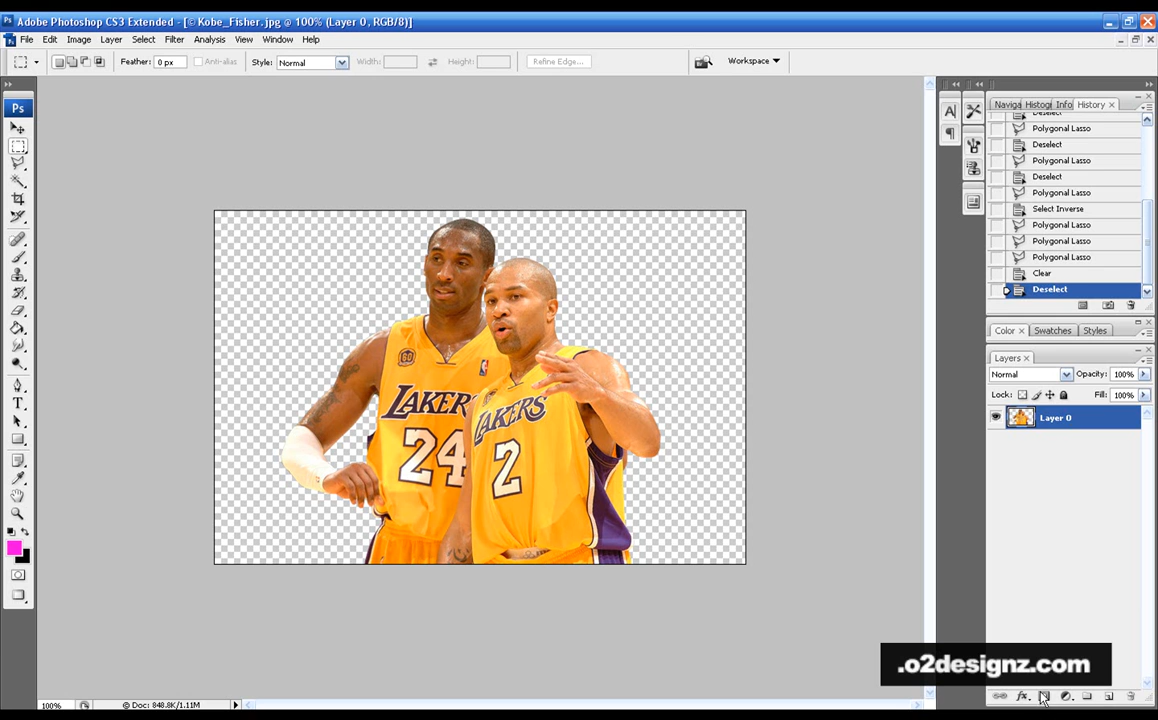 Adobe Photoshop CS3 Extended - [© Kobe_Fisher.jpg @ 100% (Layer 0, RGB/8)]
File Edit Image Layer Select Filter Analysis View Window Help
Feather: 0 px Anti-alias Style: Normal Width: Height: Refine Edge... Workspace
Ps
Naviga Histog Info History
Deselect
Polygonal Lasso
Deselect
Polygonal Lasso
Deselect
Polygonal Lasso
Select Inverse
Polygonal Lasso
Polygonal Lasso
Polygonal Lasso
Clear
Deselect
Color Swatches Styles
Layers
Normal Opacity: 100%
Lock: Fill: 100%
Layer 0
60
LAKERS
24
LAKERS
2
.o2designz.com
100% Doc: 848.8K/1.11M